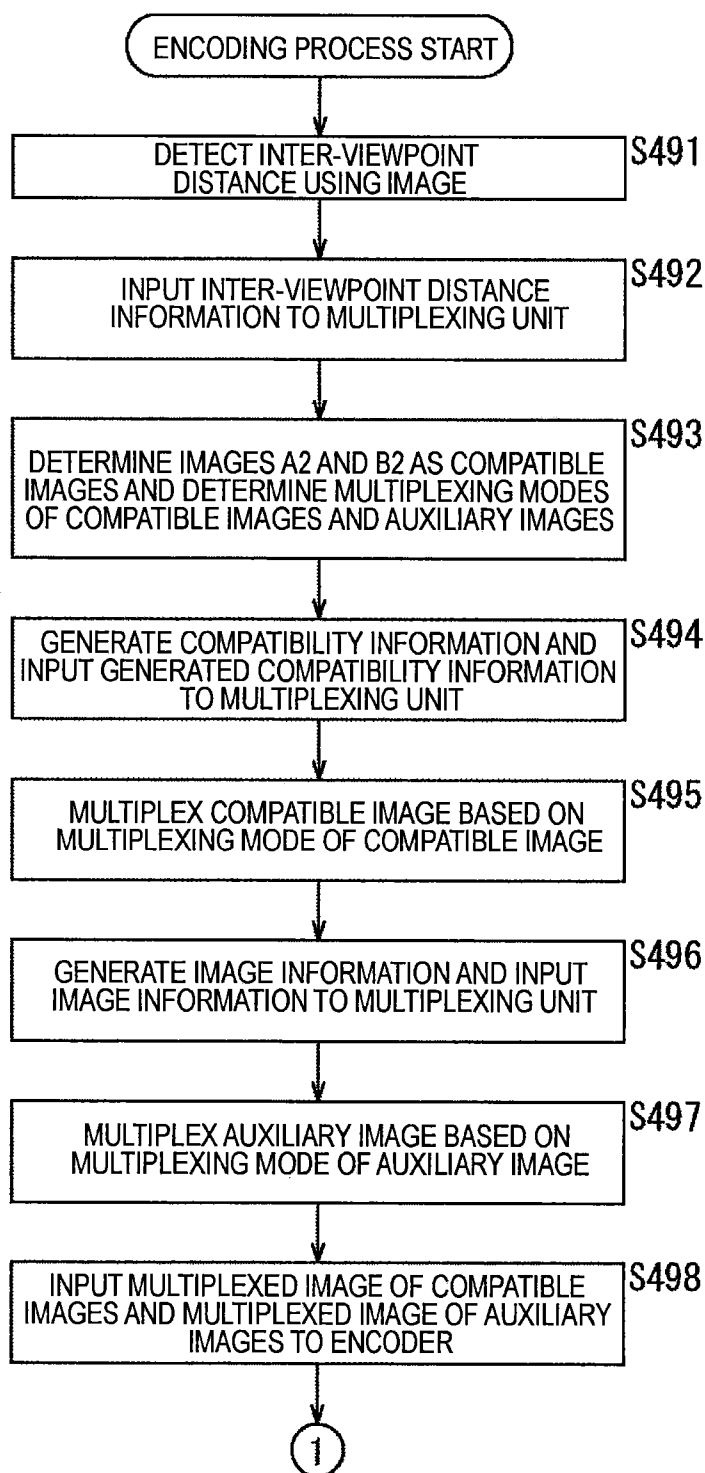 ENCODING PROCESS START
S491
DETECT INTER-VIEWPOINT
DISTANCE USING IMAGE
S492
INPUT INTER-VIEWPOINT DISTANCE
INFORMATION TO MULTIPLEXING UNIT
S493
DETERMINE IMAGES A2 AND B2 AS COMPATIBLE
IMAGES AND DETERMINE MULTIPLEXING MODES
OF COMPATIBLE IMAGES AND AUXILIARY IMAGES
S494
GENERATE COMPATIBILITY INFORMATION AND
INPUT GENERATED COMPATIBILITY INFORMATION
TO MULTIPLEXING UNIT
S495
MULTIPLEX COMPATIBLE IMAGE BASED ON
MULTIPLEXING MODE OF COMPATIBLE IMAGE
S496
GENERATE IMAGE INFORMATION AND INPUT
IMAGE INFORMATION TO MULTIPLEXING UNIT
S497
MULTIPLEX AUXILIARY IMAGE BASED ON
MULTIPLEXING MODE OF AUXILIARY IMAGE
S498
INPUT MULTIPLEXED IMAGE OF COMPATIBLE
IMAGES AND MULTIPLEXED IMAGE OF AUXILIARY
IMAGES TO ENCODER
1